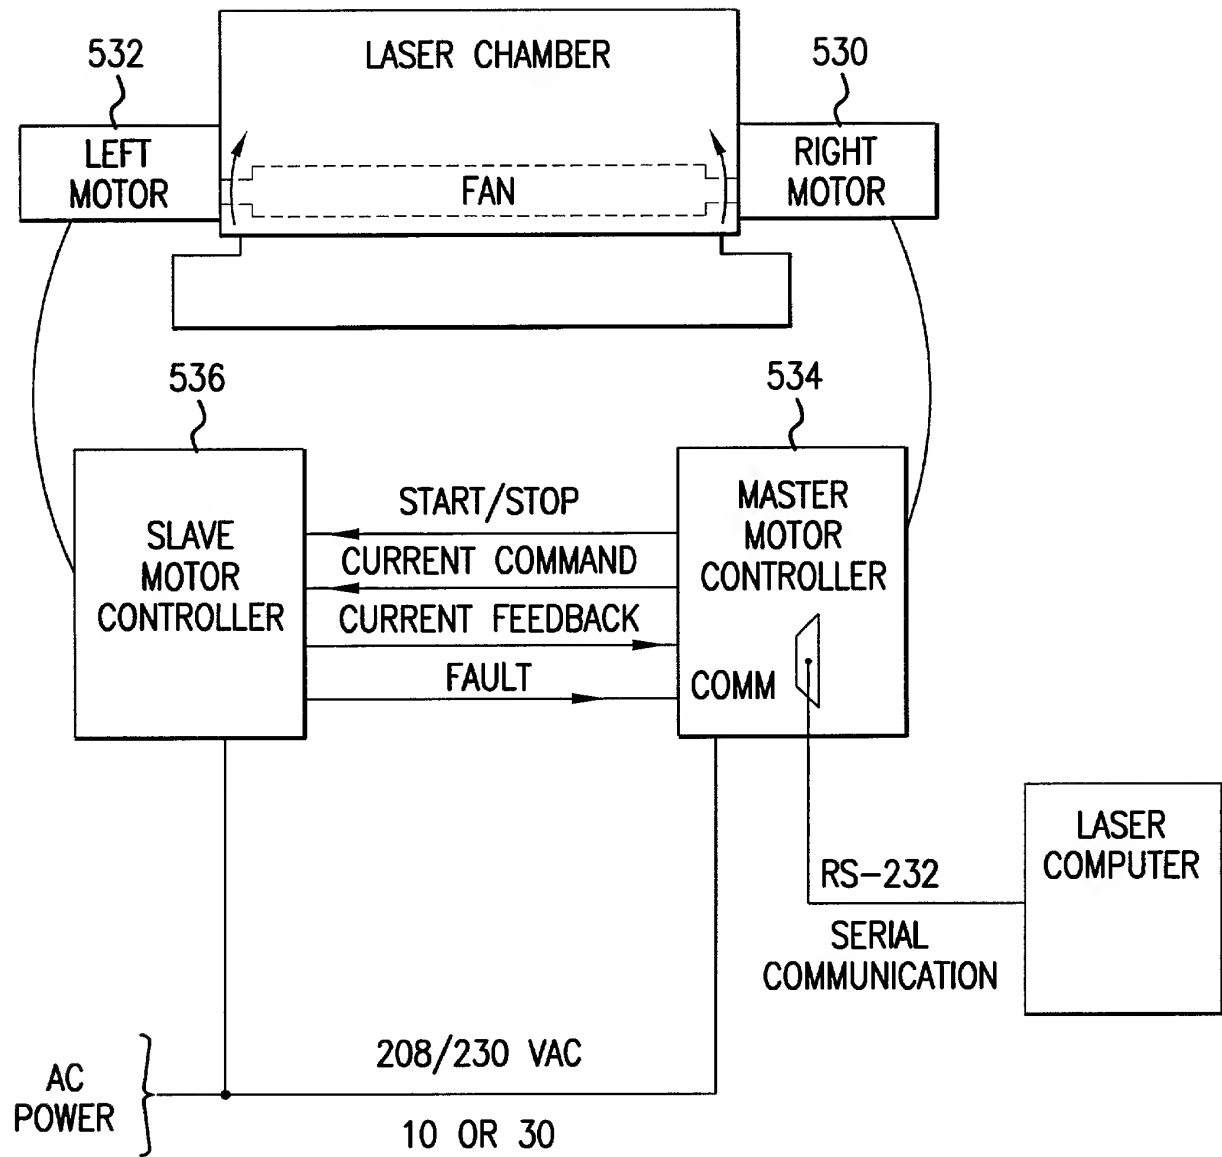 532
LASER CHAMBER
530
LEFT
MOTOR
FAN
RIGHT
MOTOR
536
534
SLAVE
MOTOR
CONTROLLER
START/STOP
CURRENT COMMAND
CURRENT FEEDBACK
FAULT
MASTER
MOTOR
CONTROLLER
COMM
LASER
COMPUTER
RS-232
SERIAL
COMMUNICATION
AC
POWER
208/230 VAC
10 OR 30